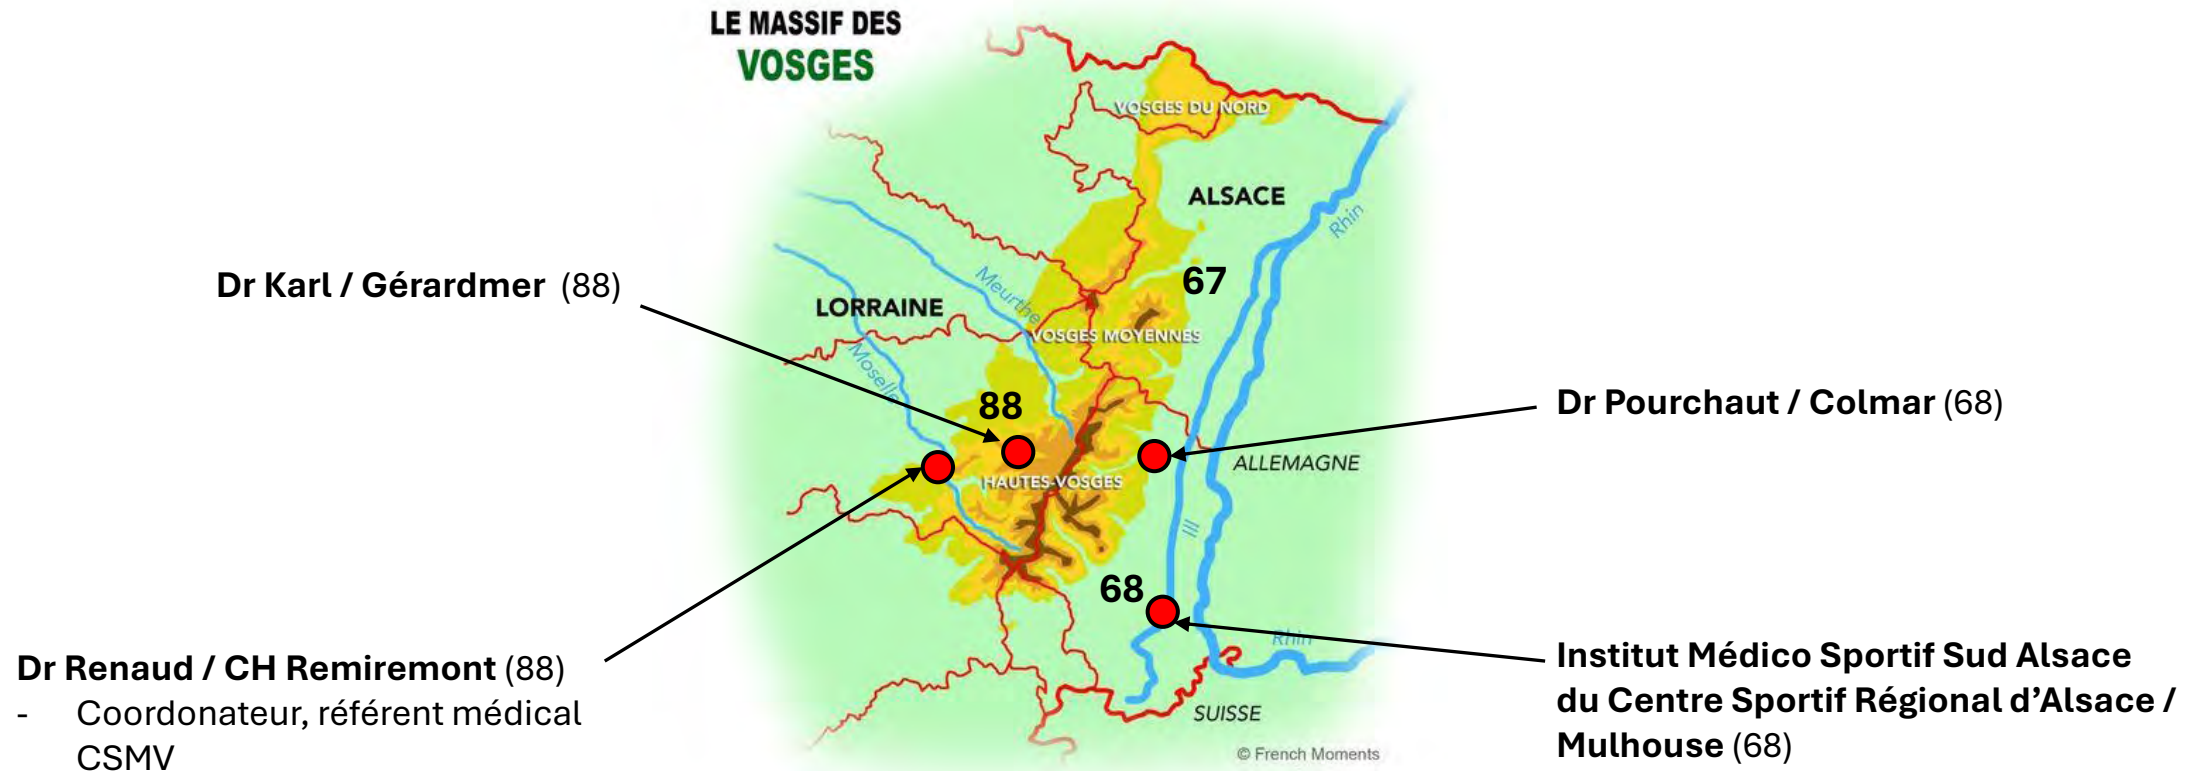 LE MASSIF DES
VOSGES
VOSGES DU NORD
ALSACE
Rhin
67
Dr Karl / Gérardmer (88)
Meurthe
LORRAINE
VOSGES MOYENNES
Moselle
88
Dr Pourchaut / Colmar (68)
ALLEMAGNE
HAUTES-VOSGES
Ill
68
Rhin
Dr Renaud / CH Remiremont (88)
- Coordonateur, référent médical
CSMV
Institut Médico Sportif Sud Alsace
du Centre Sportif Régional d’Alsace /
Mulhouse (68)
SUISSE
© French Moments